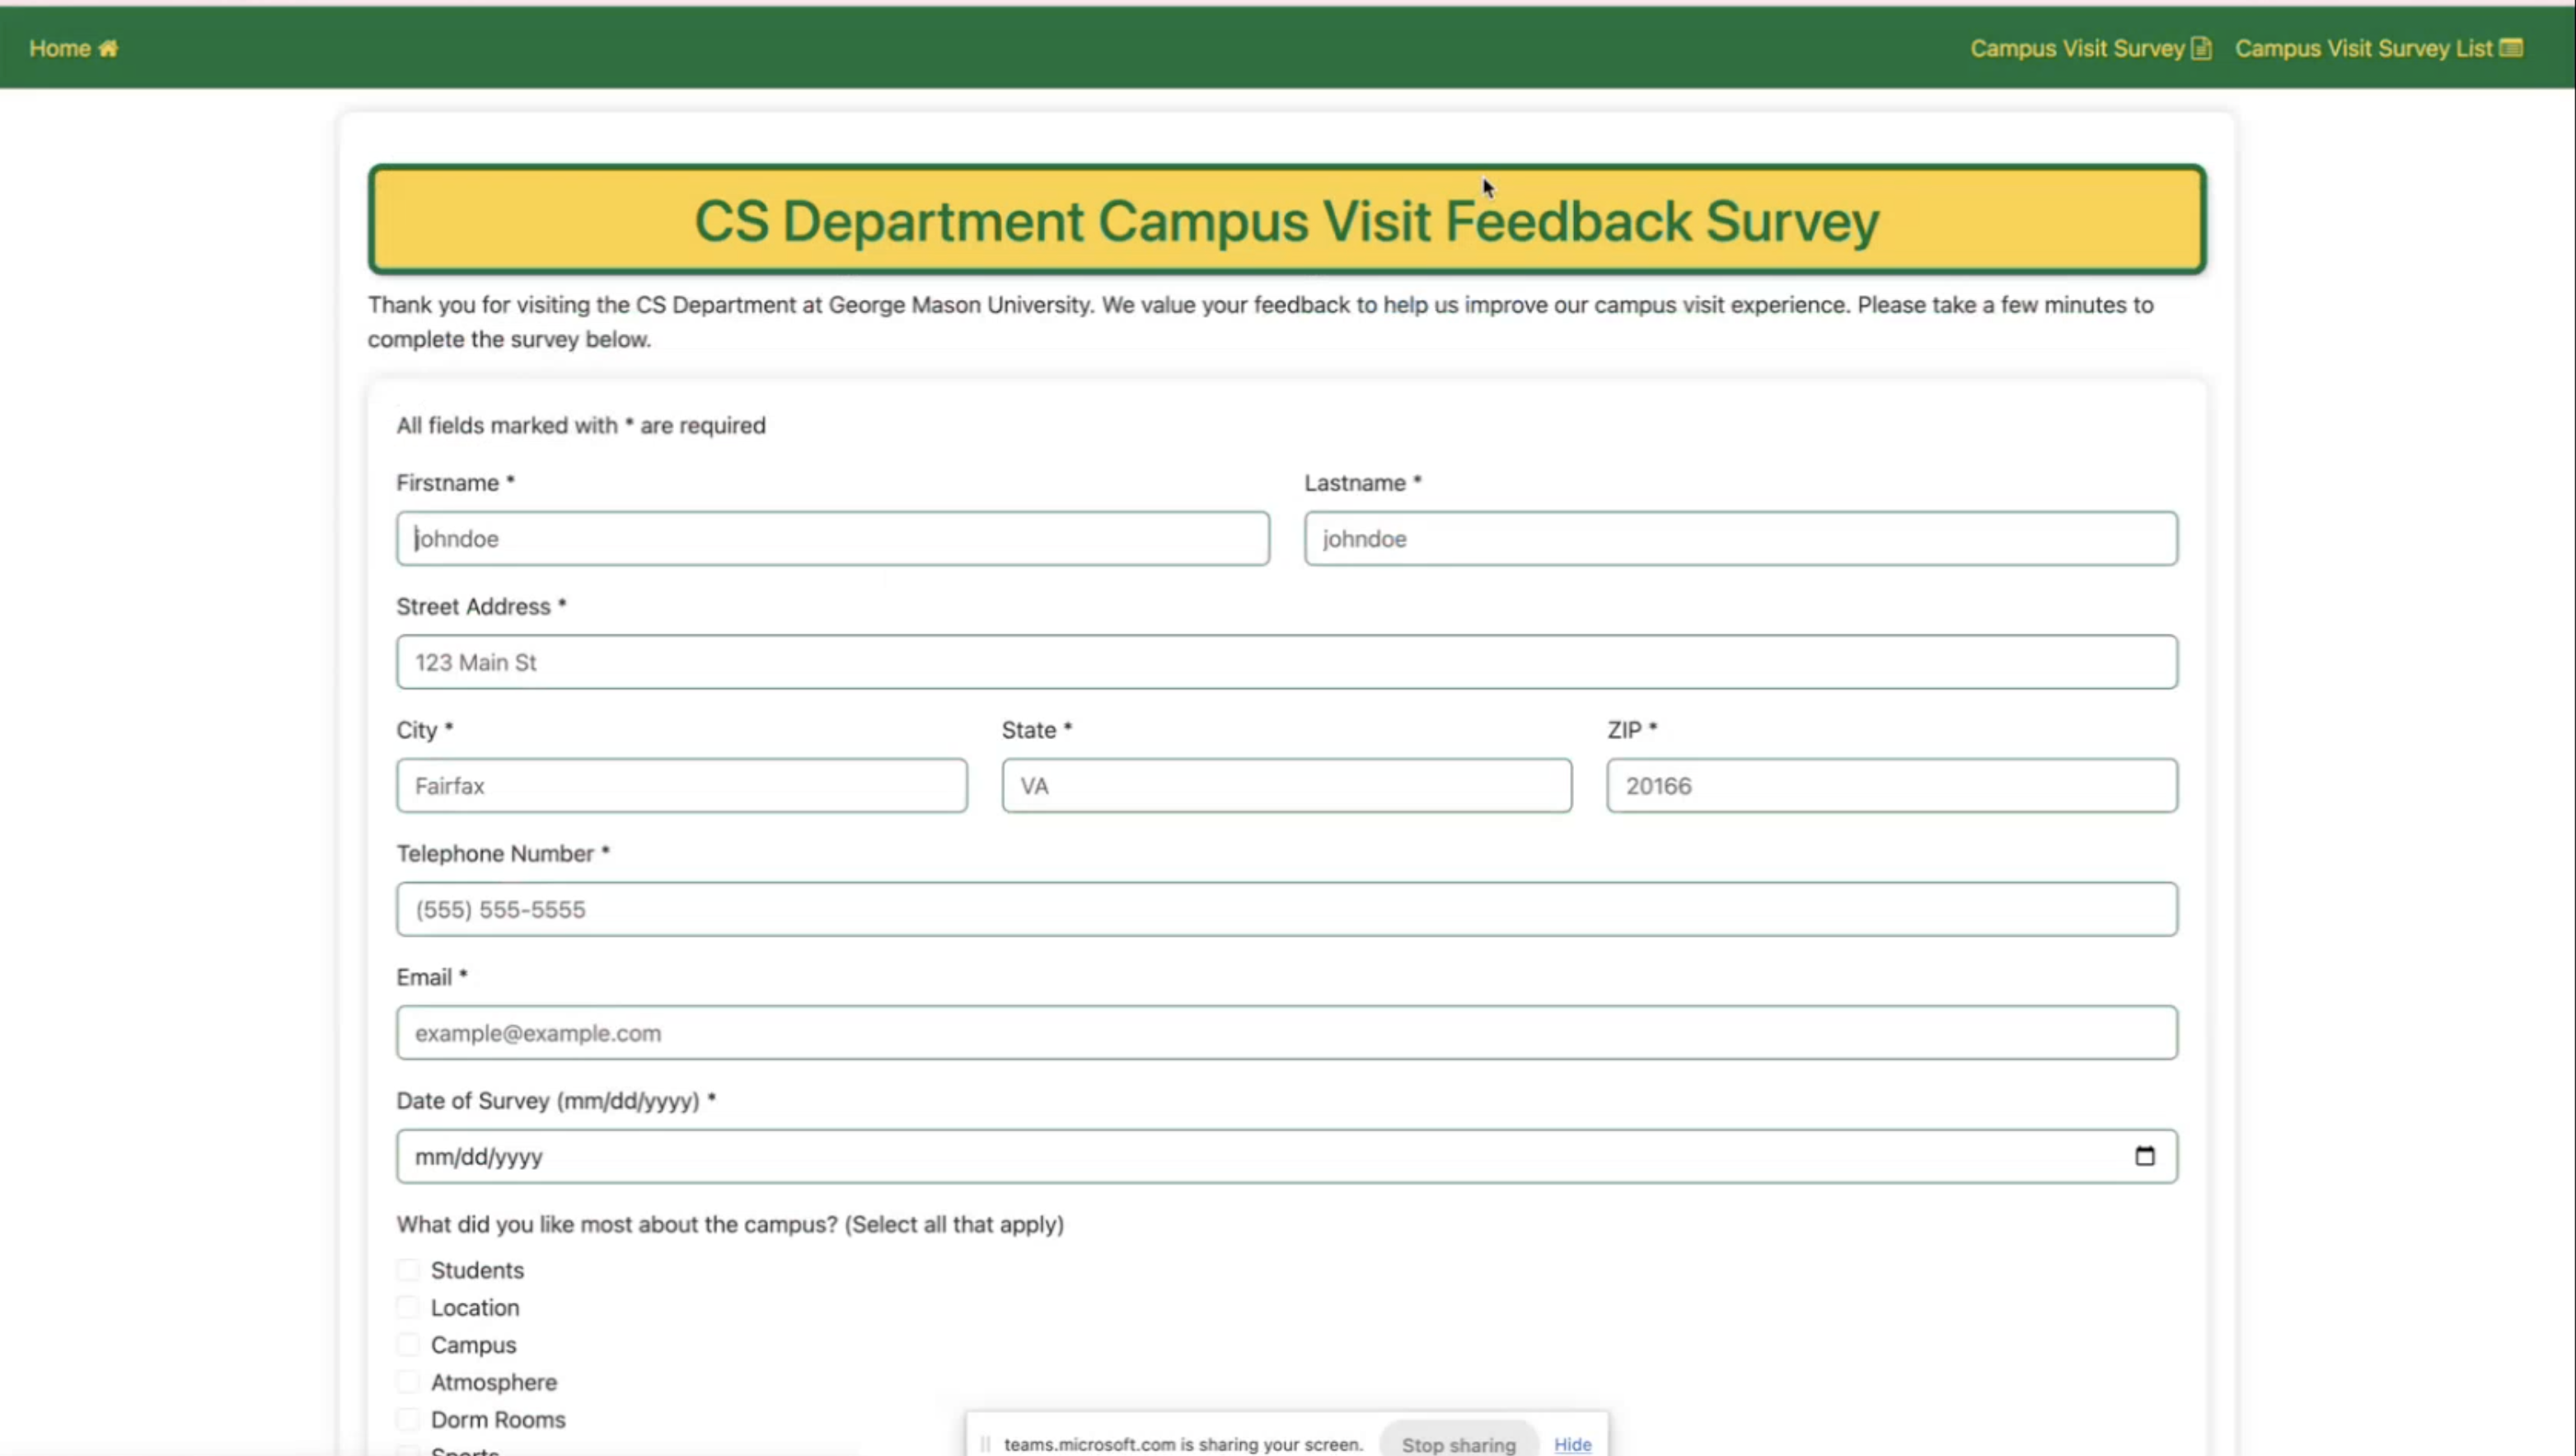 Home
Campus Visit Survey
Campus Visit Survey List
CS Department Campus Visit Feedback Survey
Thank you for visiting the CS Department at George Mason University. We value your feedback to help us improve our campus visit experience. Please take a few minutes to
complete the survey below.
All fields marked with * are required
Firstname *
Lastname *
johndoe
johndoe
Street Address *
123 Main St
City *
State *
ZIP *
Fairfax
VA
20166
Telephone Number *
(555) 555-5555
Email *
example@example.com
Date of Survey (mm/dd/yyyy) *
mm/dd/yyyy
What did you like most about the campus? (Select all that apply)
Students
Location
Campus
Atmosphere
Dorm Rooms
Sports
teams.microsoft.com is sharing your screen.
Stop sharing
Hide